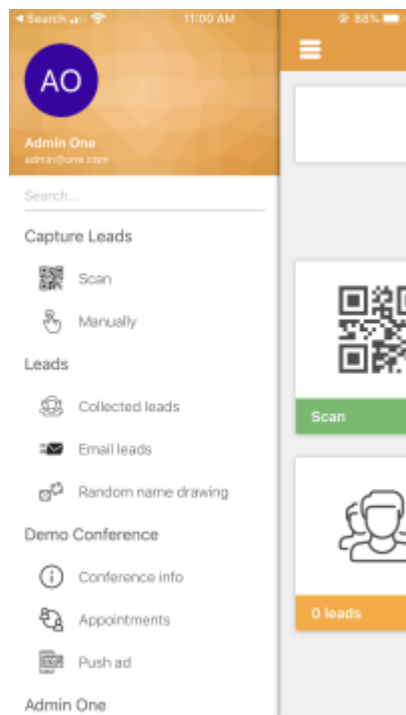 Search
11:00 AM
88%
AO
Admin One
admin@one.com
Search...
Capture Leads
Scan
Manually
Leads
Collected leads
Email leads
Random name drawing
Demo Conference
Conference info
Appointments
Push ad
Admin One
Scan
0 leads